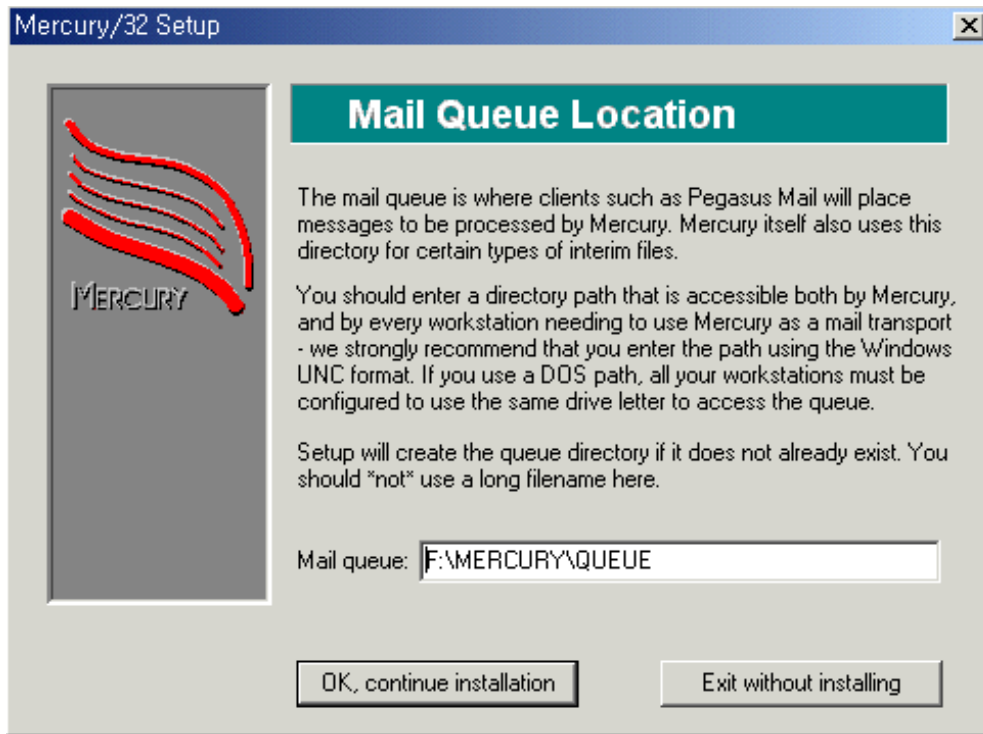 Mercury/32 Setup
Mail Queue Location
MERCURY
The mail queue is where clients such as Pegasus Mail will place
messages to be processed by Mercury. Mercury itself also uses this
directory for certain types of interim files.
You should enter a directory path that is accessible both by Mercury,
and by every workstation needing to use Mercury as a mail transport
- we strongly recommend that you enter the path using the Windows
UNC format. If you use a DOS path, all your workstations must be
configured to use the same drive letter to access the queue.
Setup will create the queue directory if it does not already exist. You
should *not* use a long filename here.
Mail queue: F:\MERCURY\QUEUE
OK, continue installation Exit without installing